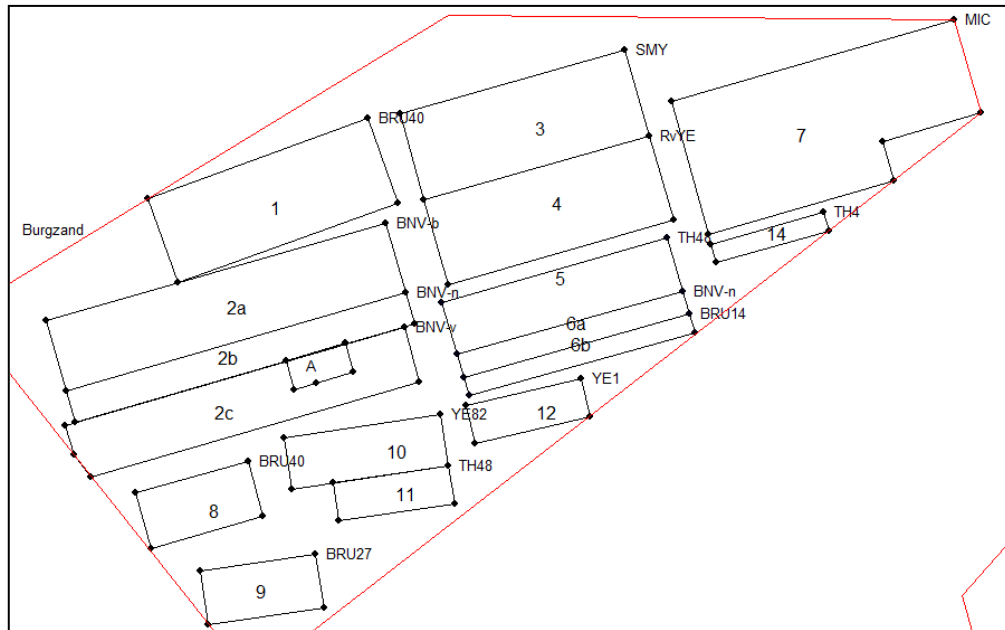 MIC
SMY
3
BRU40
RvYE
7
4
1
TH4
BNV-b
Burgzand
14
TH48
5
2a
BNV-n
BNV-n
BRU14
BNV-v
6a
6b
2b
A
YE1
2c
YE82
12
10
BRU40
TH48
11
8
BRU27
9